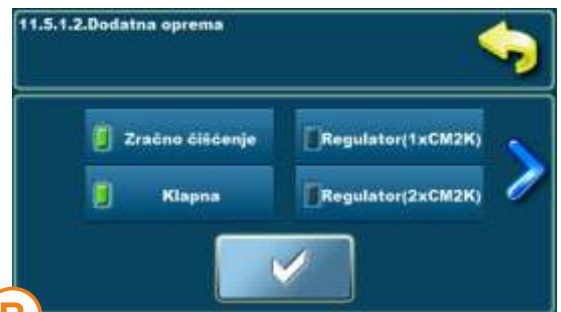 11.5.1.2.Dodatna oprema
Zračno čišćenje
Regulator(1xCM2K)
Klapna
Regulator(2xCM2K)